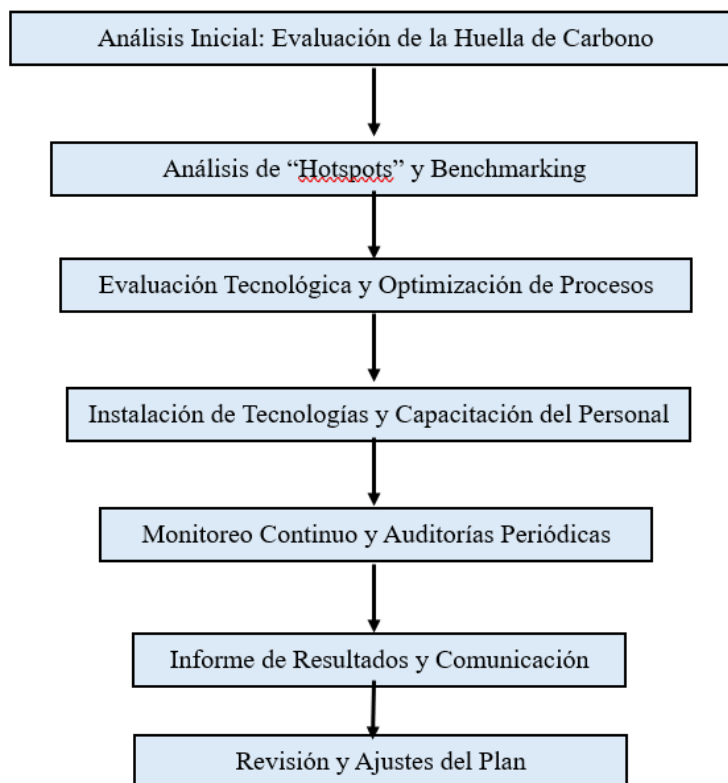 Análisis Inicial: Evaluación de la Huella de Carbono
Análisis de “Hotspots” y Benchmarking
Evaluación Tecnológica y Optimización de Procesos
Instalación de Tecnologías y Capacitación del Personal
Monitoreo Continuo y Auditorías Periódicas
Informe de Resultados y Comunicación
Revisión y Ajustes del Plan